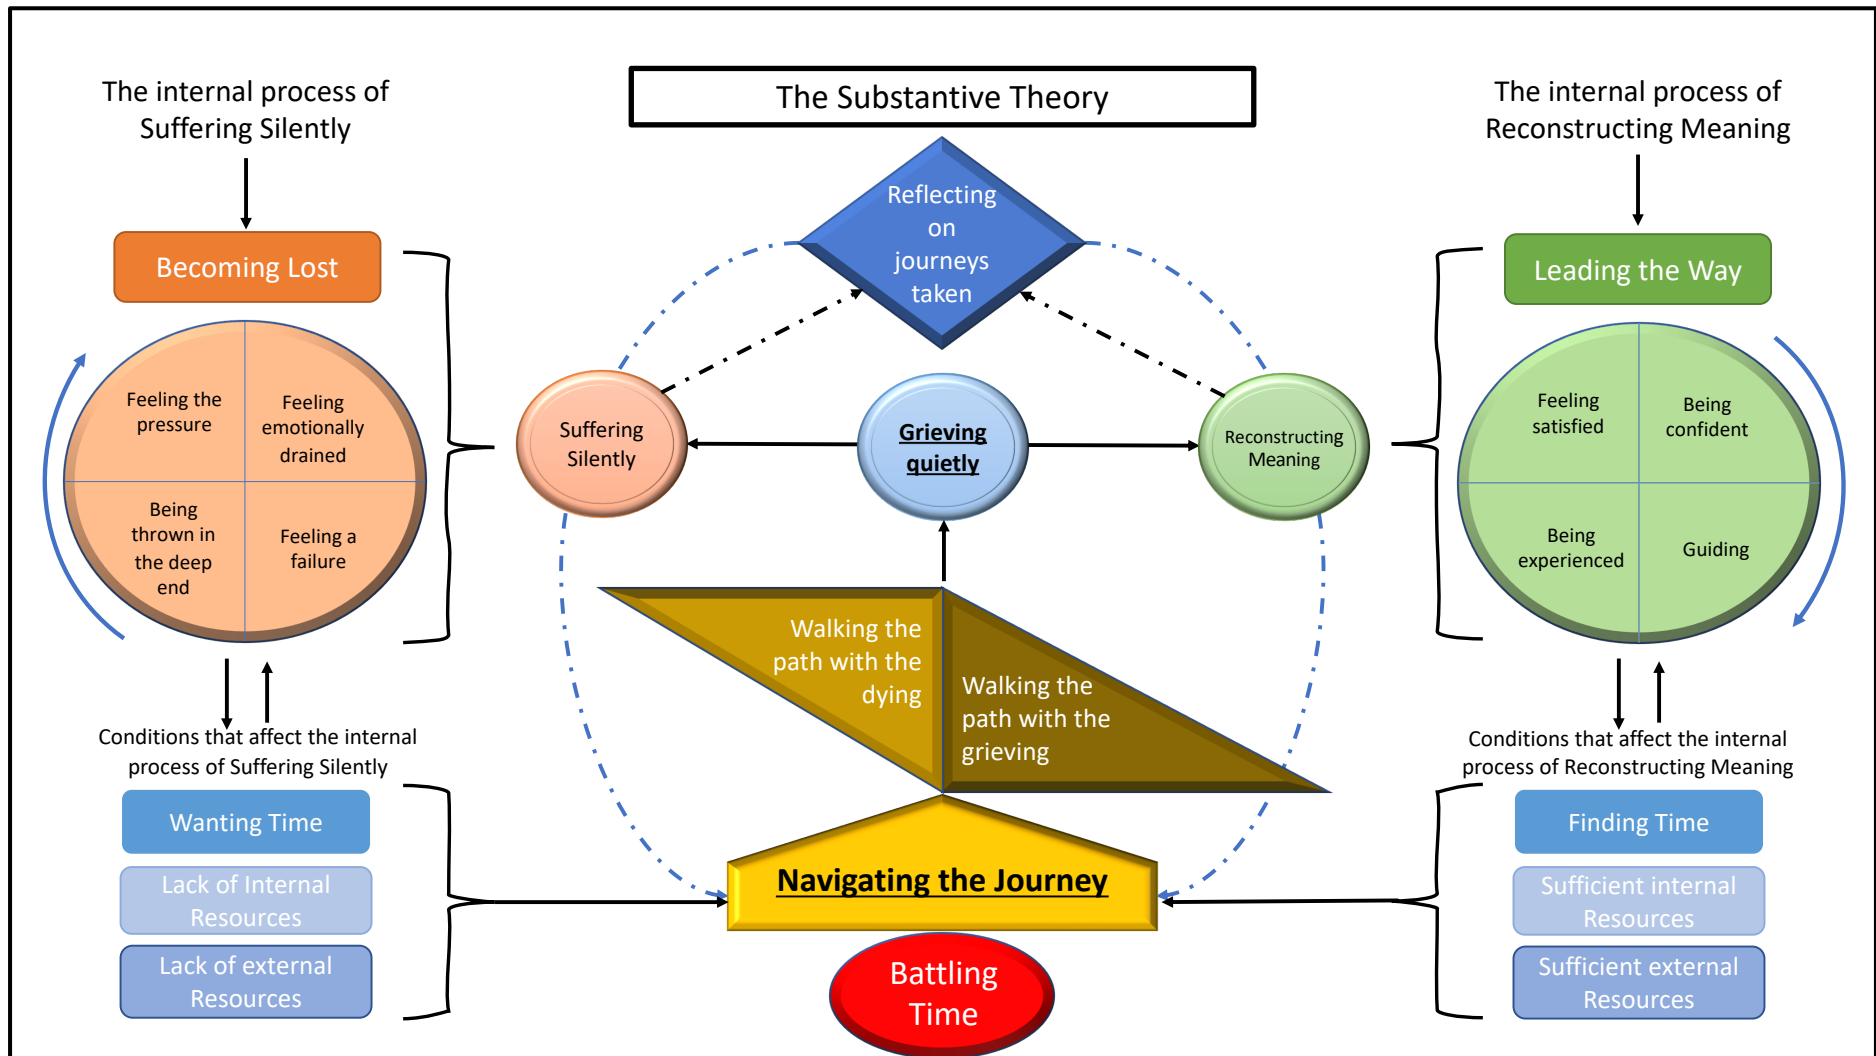 The Substantive Theory
The internal process of
Suffering Silently
Becoming Lost
Feeling the
pressure
Feeling
emotionally
drained
Being
thrown in
the deep
end
Feeling a
failure
Conditions that affect the internal
process of Suffering Silently
Wanting Time
Lack of Internal
Resources
Lack of external
Resources
Reflecting
on
journeys
taken
Suffering
Silently
Grieving
quietly
Reconstructing
Meaning
Walking the
path with the
dying
Walking the
path with the
grieving
Navigating the Journey
Battling
Time
The internal process of
Reconstructing Meaning
Leading the Way
Feeling
satisfied
Being
confident
Being
experienced
Guiding
Conditions that affect the internal
process of Reconstructing Meaning
Finding Time
Sufficient internal
Resources
Sufficient external
Resources